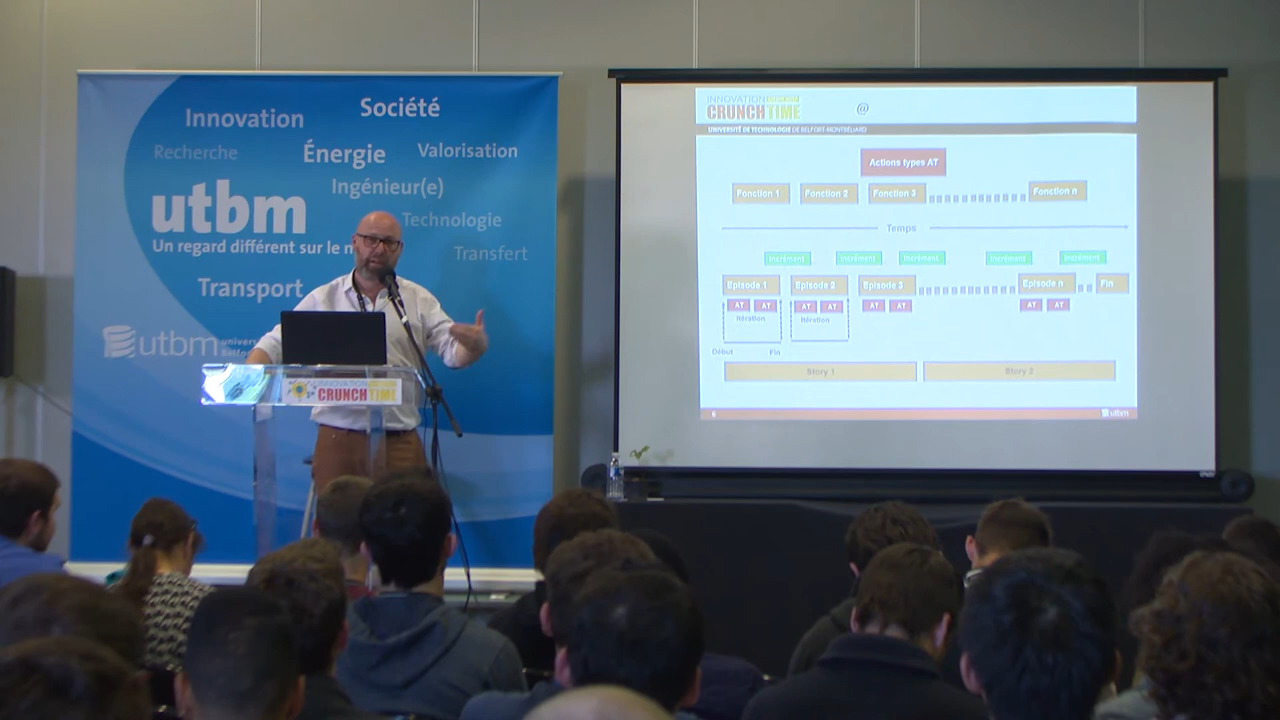 Société
Innovation
Recherche
Énergie
Valorisation
Ingénieur(e)
utbm
Technologie
Un regard différent sur le
Transfert
Transport
utbm
INNOVATION
CRUNCH TIME
INNOVATION
CRUNCH TIME
@
UNIVERSITÉ DE TECHNOLOGIE DE BELFORT-MONTBÉLIARD
Actions types AT
Fonction 1 Fonction 2 Fonction 3 Fonction n
Temps
Incrément Incrément Incrément Incrément Incrément
Episode 1 Episode 2 Episode 3 Episode n Fin
AT AT AT AT AT AT AT AT
Itération Itération
Début Fin
Story 1 Story 2
6 utbm